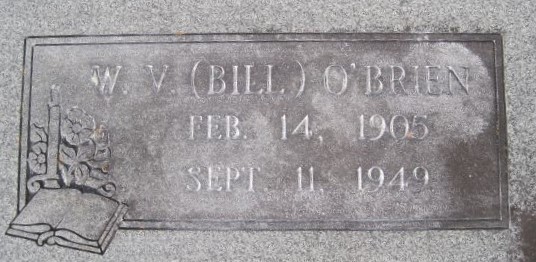 W. V. (BILL) O'BRIEN
FEB. 14, 1905
SEPT. 11, 1949